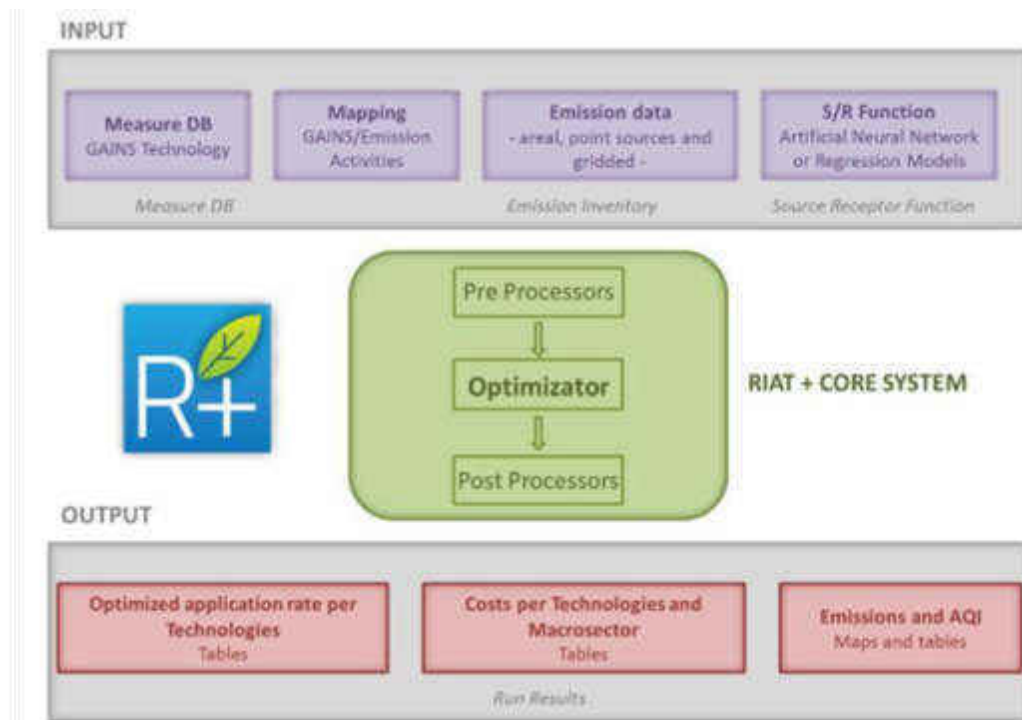 INPUT
Measure DB
GAINS Technology
Mapping
GAINS/Emission
Activities
Emission data
- areal, point sources and
gridded -
S/R Function
Artificial Neural Network
or Regression Models
Measure DB
Emission Inventory
Source Receptor Function
R+
Pre Processors
Optimizator
Post Processors
RIAT + CORE SYSTEM
OUTPUT
Optimized application rate per
Technologies
Tables
Costs per Technologies and
Macrosector
Tables
Emissions and AQI
Maps and tables
Run Results